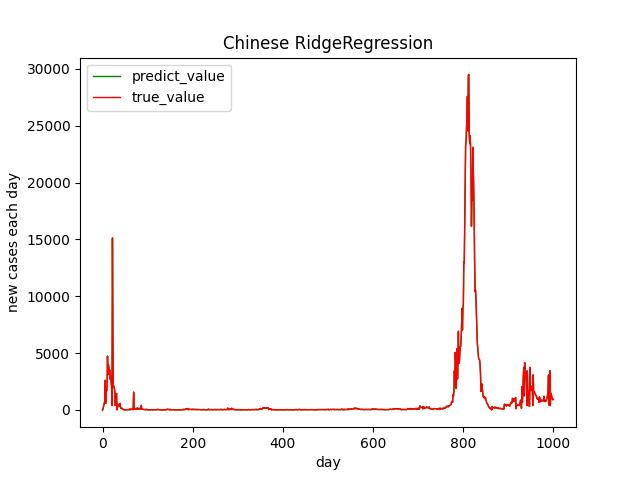 Chinese RidgeRegression
predict_value
true_value
30000
25000
20000
15000
10000
5000
0
new cases each day
0 200 400 600 800 1000
day